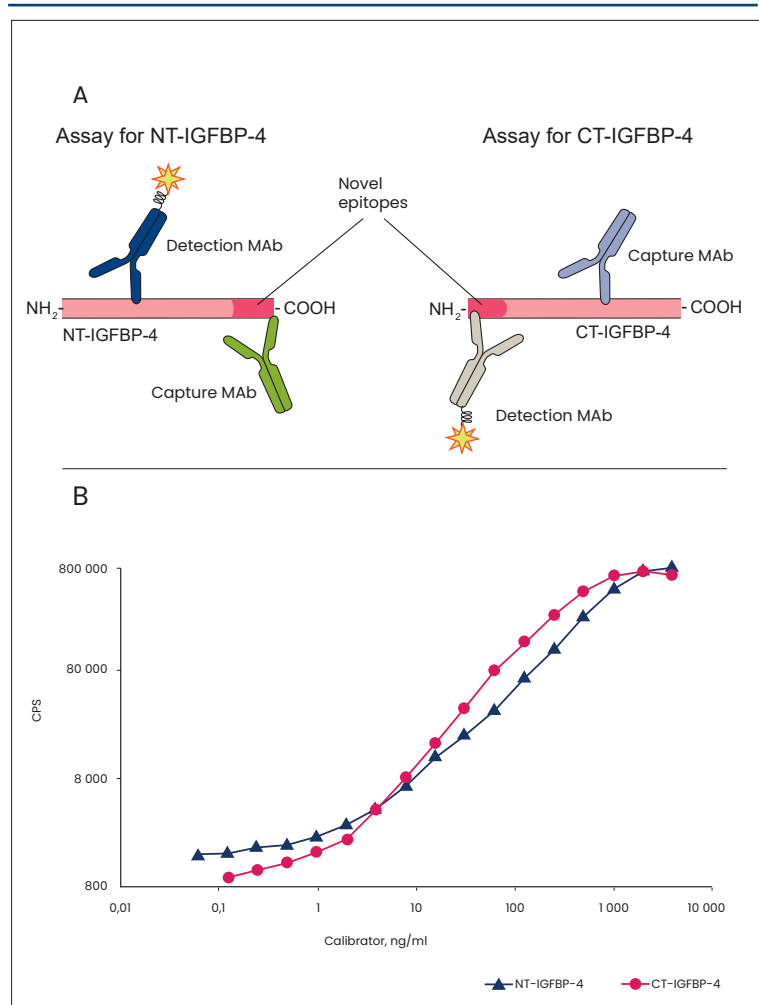 A
Assay for NT-IGFBP-4
Assay for CT-IGFBP-4
Novel
epitopes
Detection MAb
Capture MAb
NH2-
-COOH
NT-IGFBP-4
Capture MAb
NH2-
-COOH
CT-IGFBP-4
Detection MAb
B
800 000
80 000
8 000
800
CPS
0,01
0,1
1
10
100
1 000
10 000
Calibrator, ng/ml
NT-IGFBP-4
CT-IGFBP-4